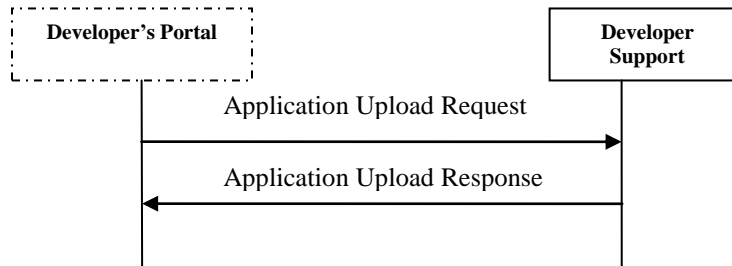 Developer’s Portal
Developer
Support
Application Upload Request
Application Upload Response